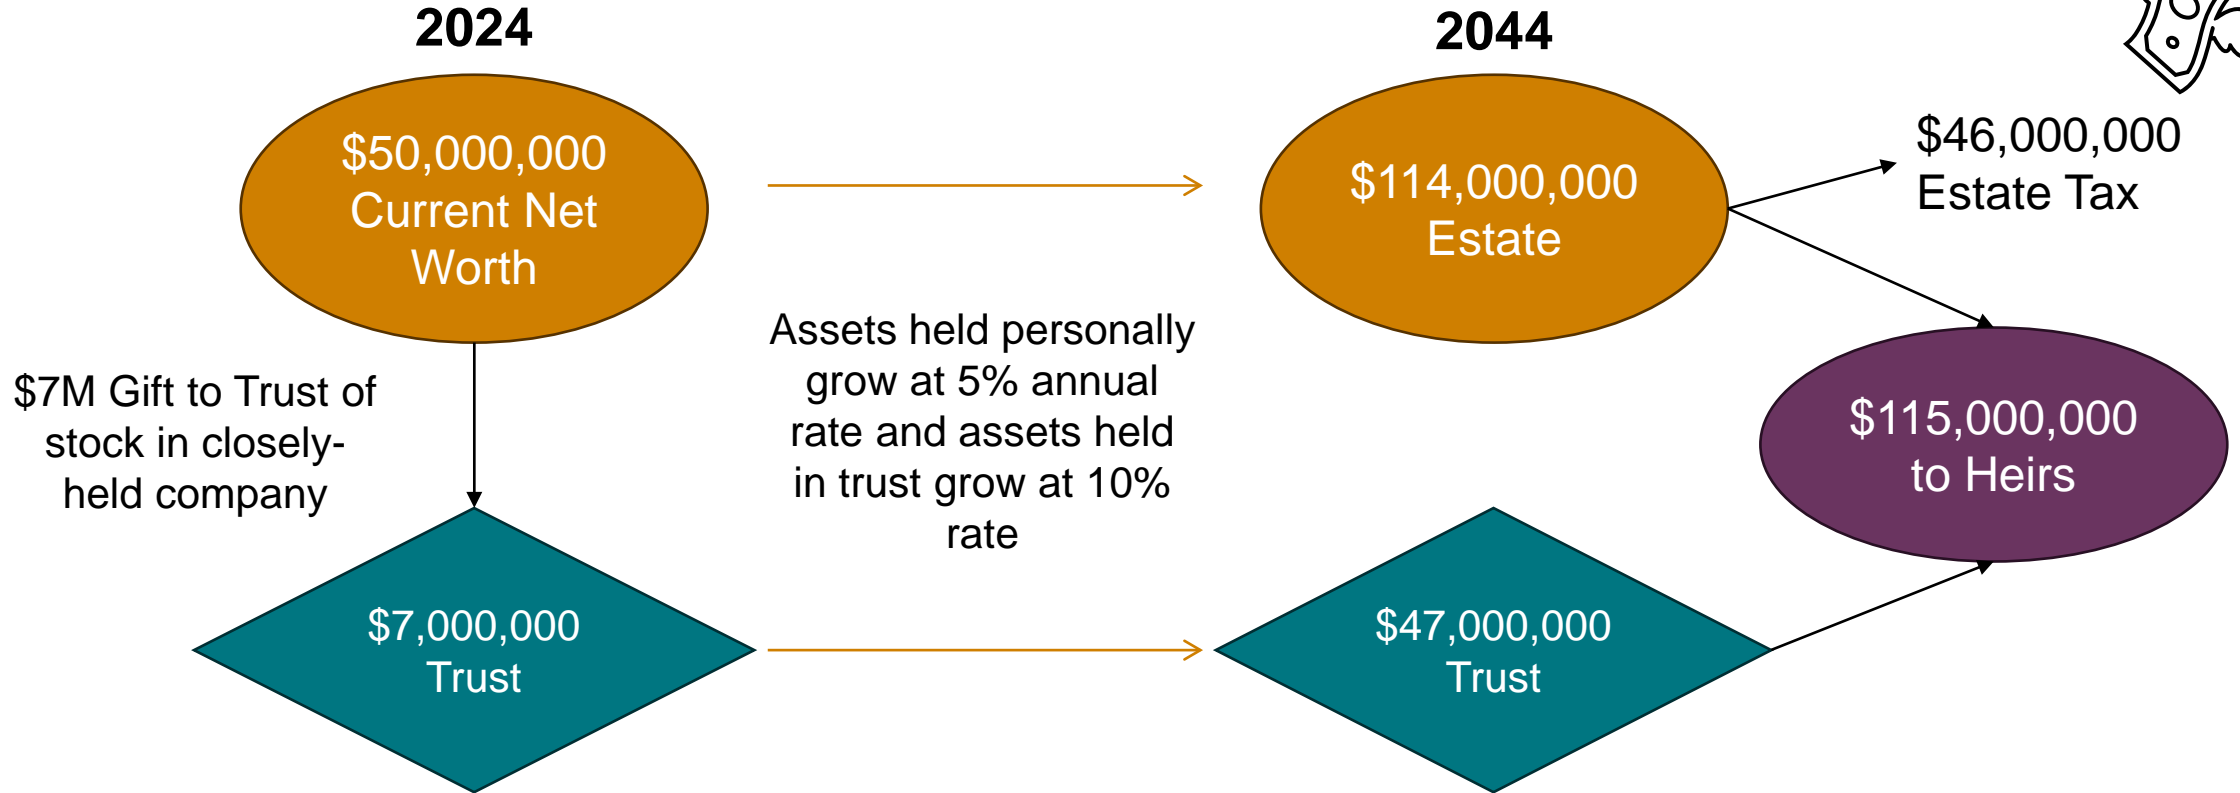 2024
2044
$50,000,000
Current Net
Worth
$114,000,000
Estate
$46,000,000
Estate Tax
$7M Gift to Trust of
stock in closely-
held company
Assets held personally
grow at 5% annual
rate and assets held
in trust grow at 10%
rate
$115,000,000
to Heirs
$7,000,000
Trust
$47,000,000
Trust